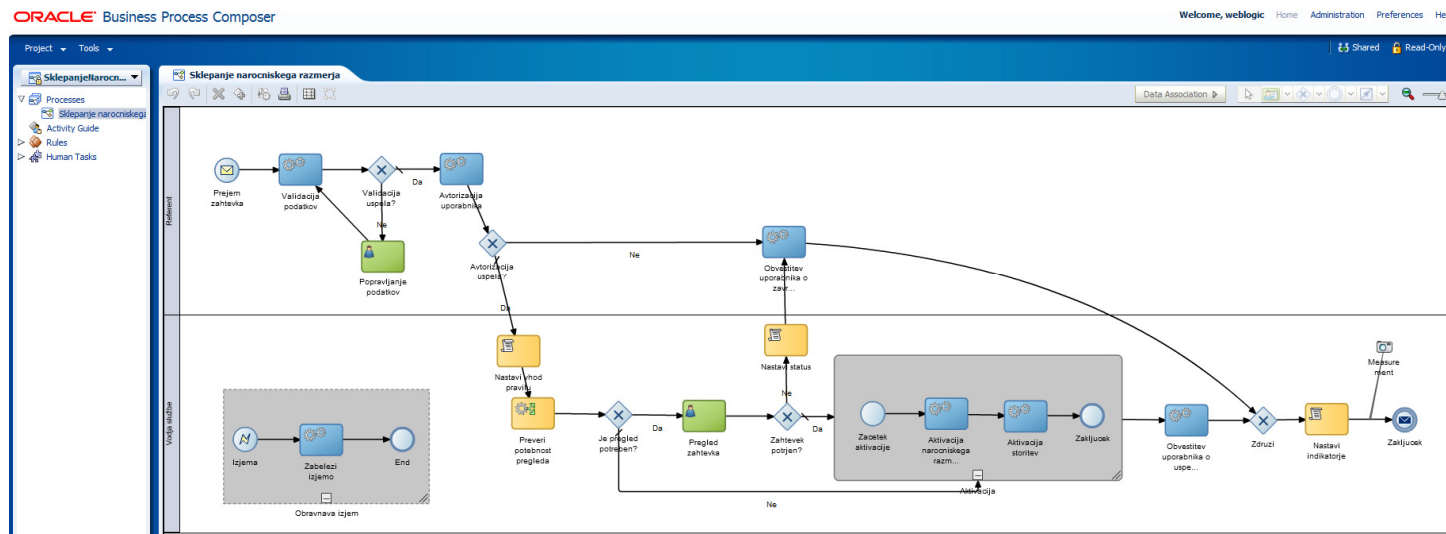 ORACLE Business Process Composer
Welcome, weblogic Home Administration Preferences He
Project Tools
Shared Read-Only
SklepanjeNarocn...
Sklepanje narocniskega razmerja
Data Association
Processes
Sklepanje narocniskega
Activity Guide
Rules
Human Tasks
Referent
Prejem
zahtevka
Validacija
podatkov
Validacija
uspela?
Da
Avtorizacija
uporabnika
Ne
Popravljanje
podatkov
Avtorizacija
uspela?
Ne
Obvestitev
uporabnika o
zavr...
Da
Vodja službe
Nastavi vhod
pravilu
Nastavi status
Ne
Measure
ment
Izjema
Zabelezi
izjemo
End
Obravnava izjem
Preveri
potebnost
pregleda
Je pregled
potreben?
Da
Pregled
zahtevka
Zahtevek
potrjen?
Da
Zacetek
aktivacije
Aktivacija
narocniskega
razm...
Aktivacija
storitev
Zakljucek
Aktivacija
Ne
Obvestitev
uporabnika o
uspe...
Zdruzi
Nastavi
indikatorje
Zakljucek